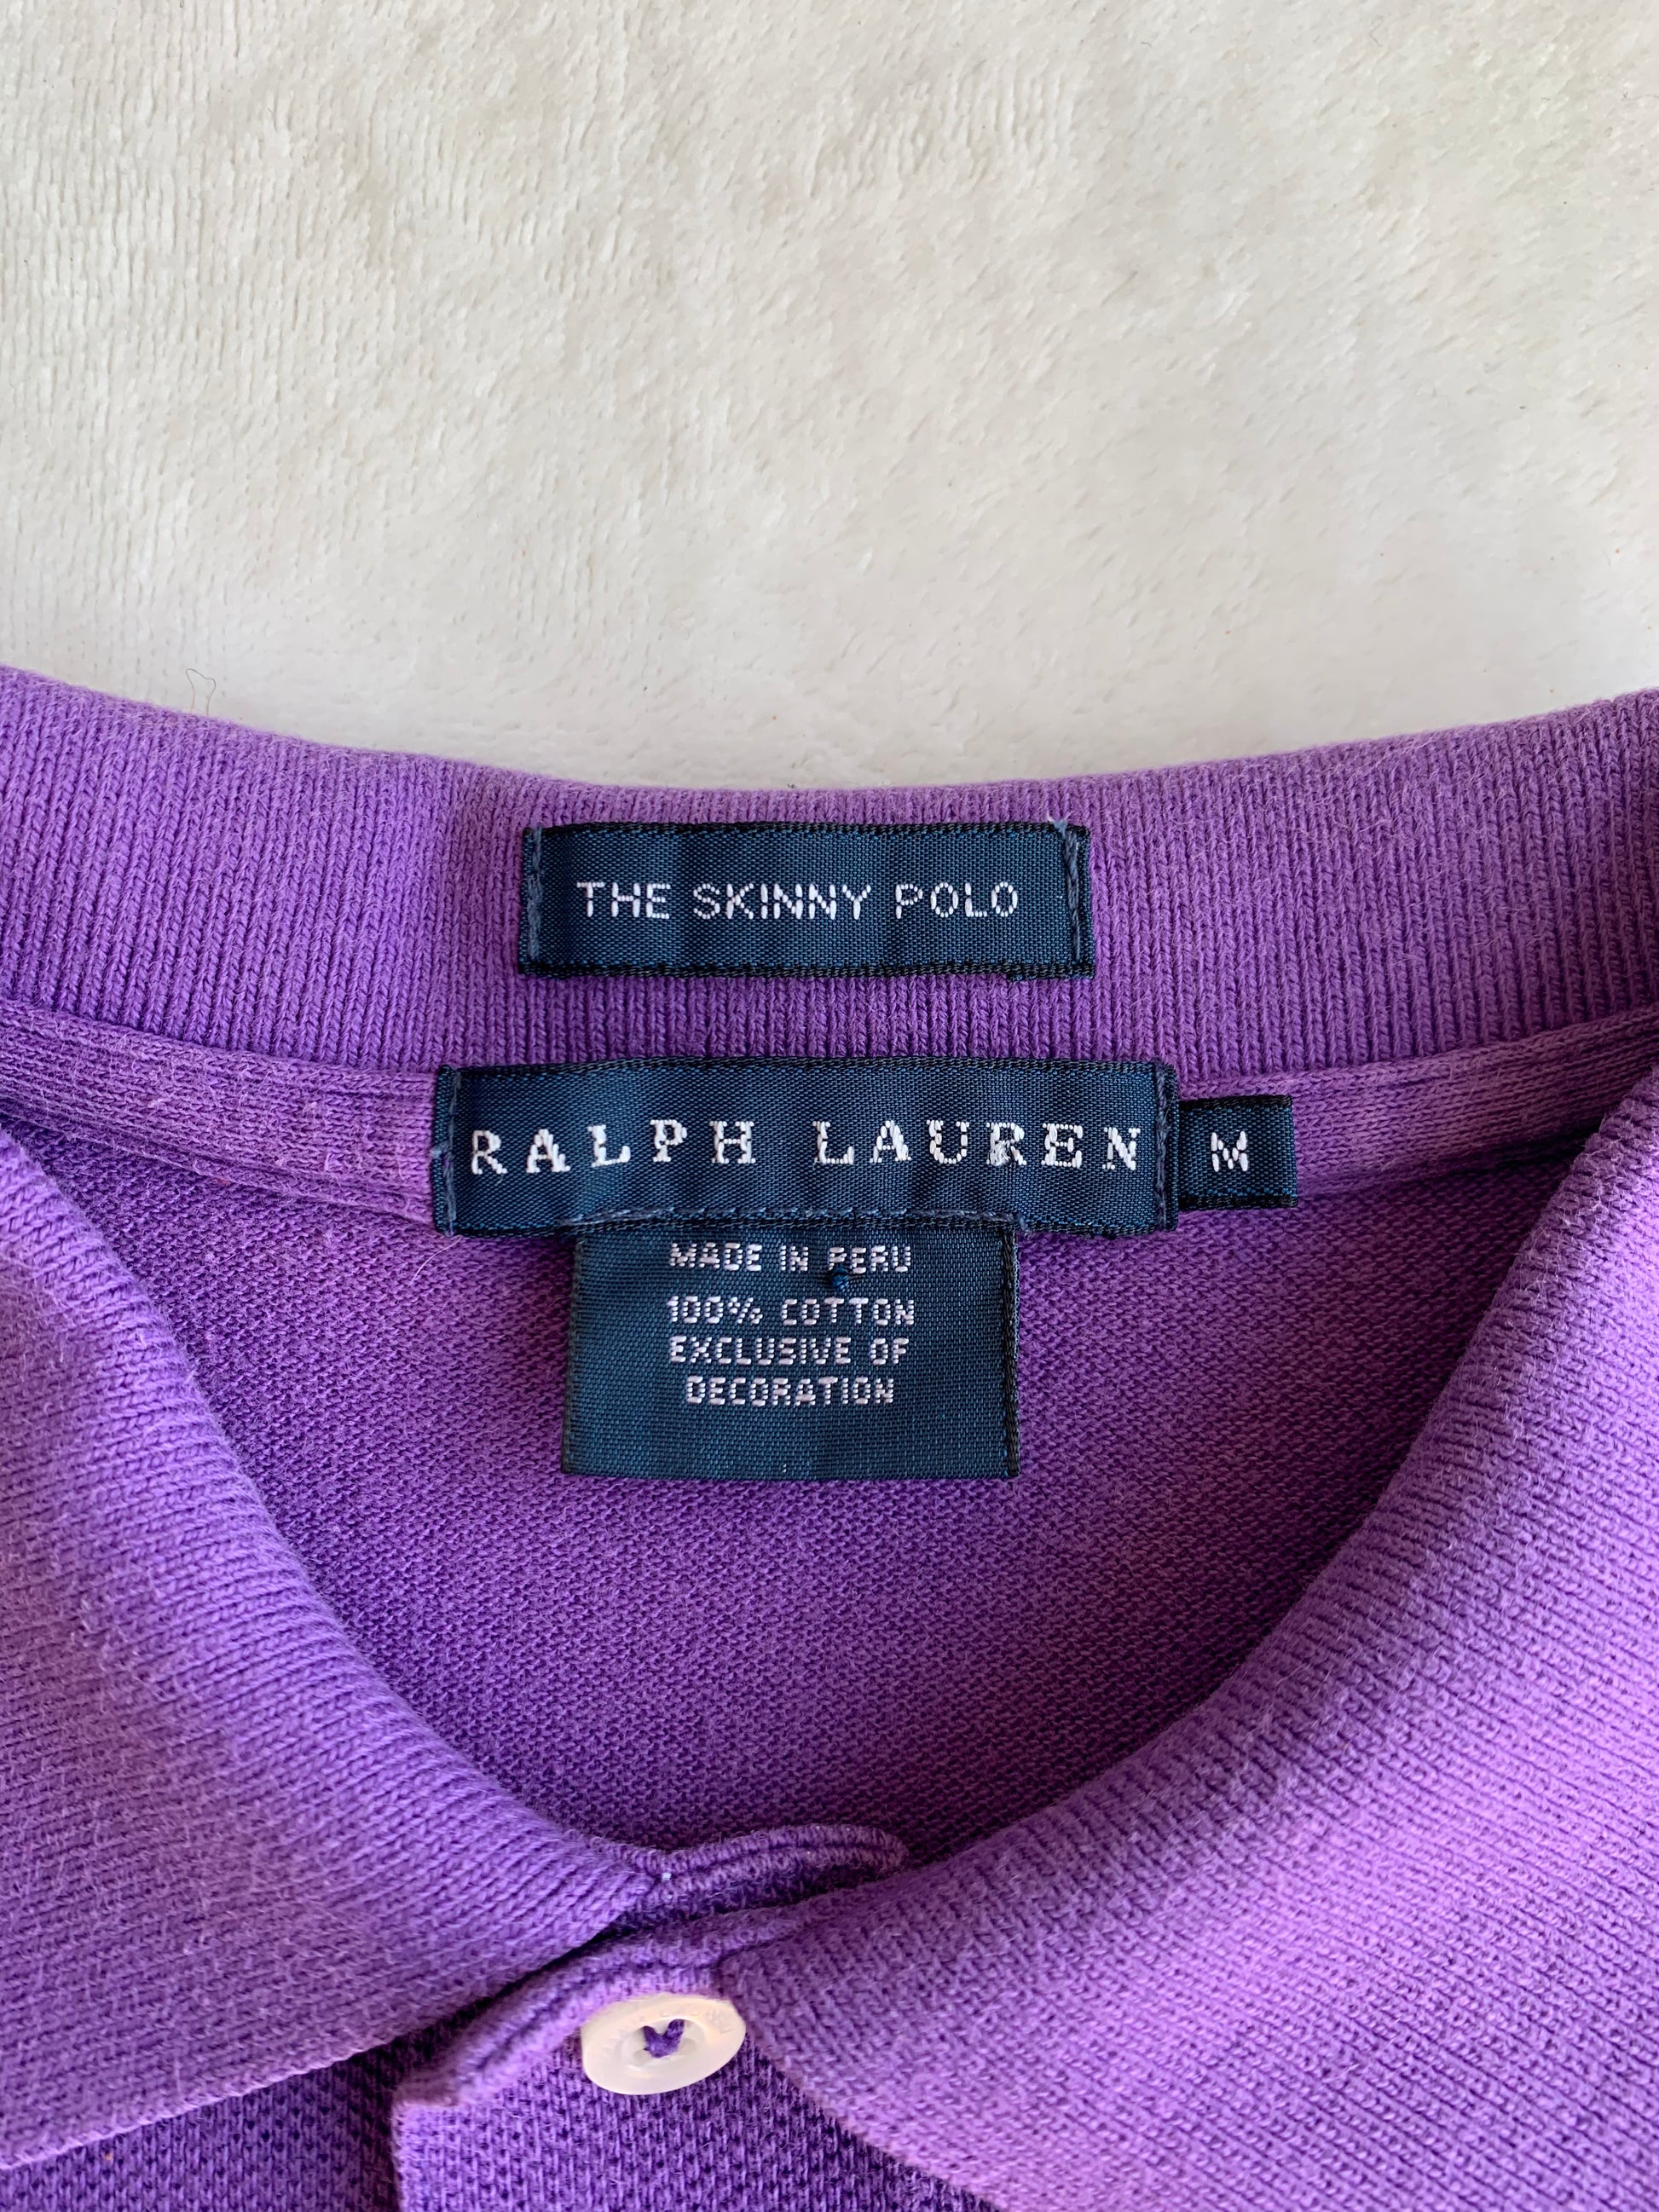 THE SKINNY POLO
RALPH LAUREN M
MADE IN PERU
100% COTTON
EXCLUSIVE OF
DECORATION